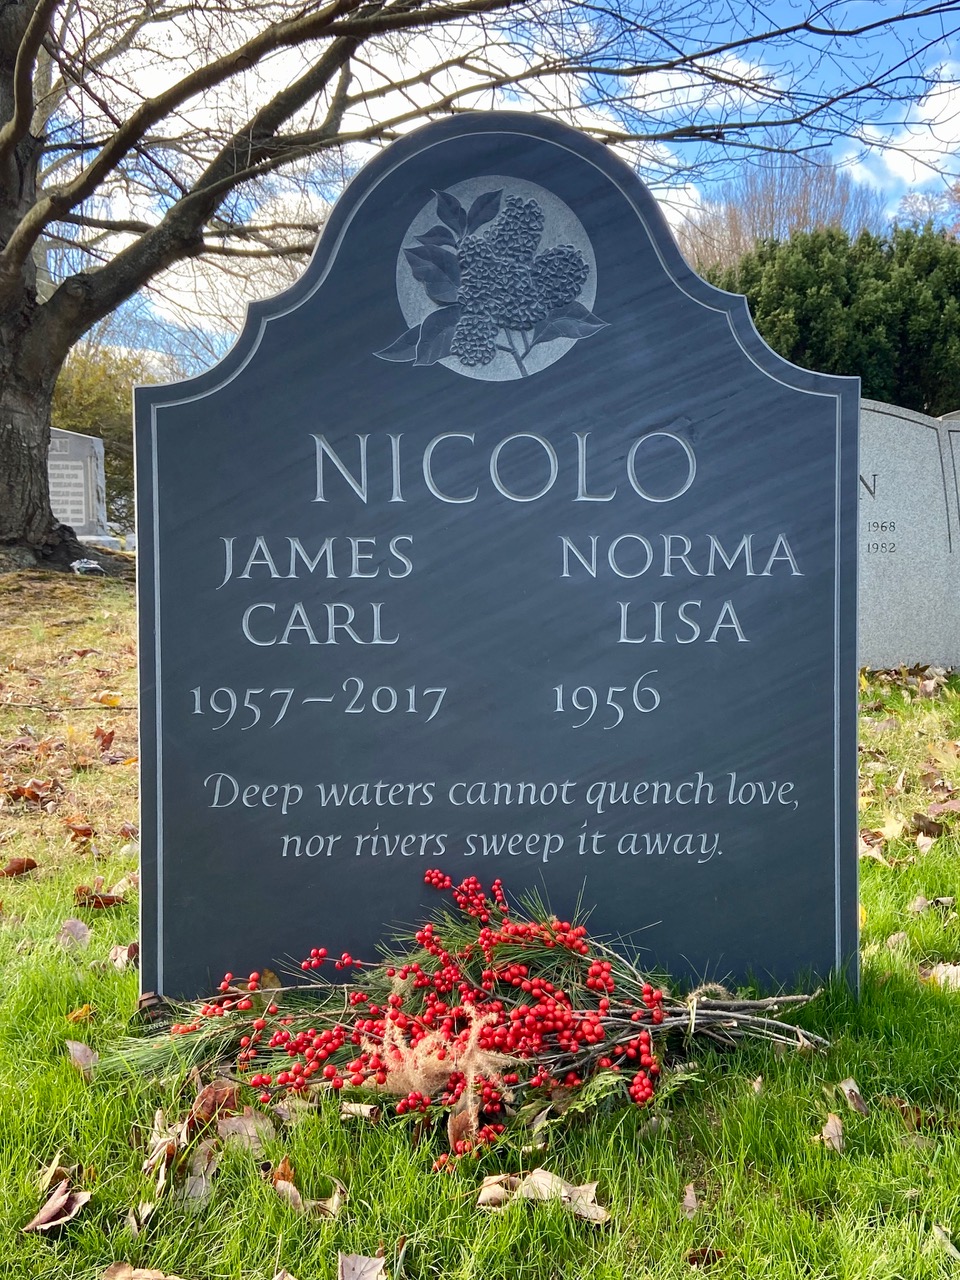 NICOLO
JAMES NORMA
CARL LISA
1957–2017 1956
Deep waters cannot quench love,
nor rivers sweep it away.
N
1968
1982